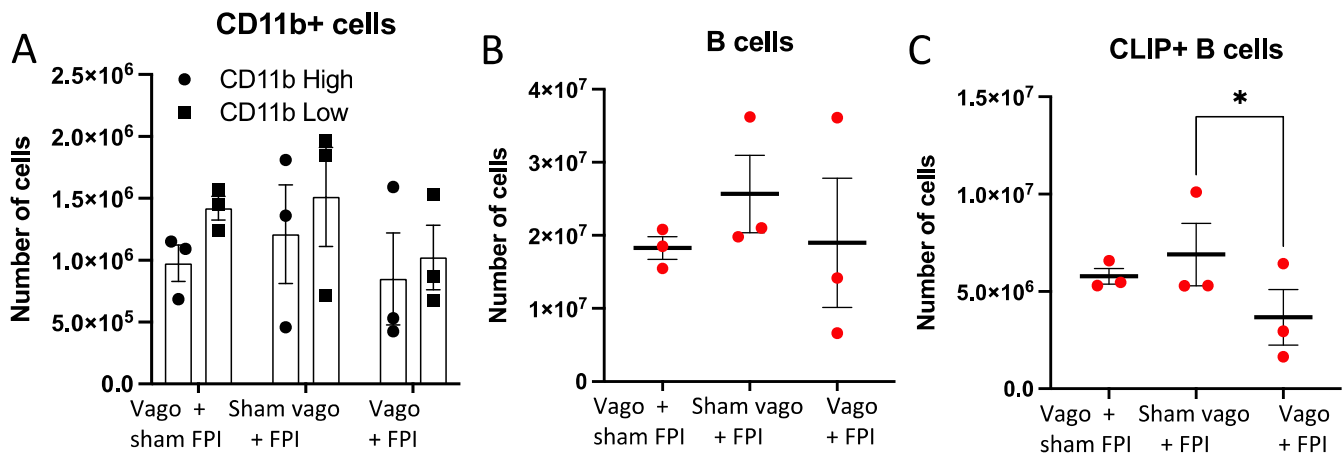 A
CD11b+ cells
CD11b High
CD11b Low
Number of cells
2.5×10⁶
2.0×10⁶
1.5×10⁶
1.0×10⁶
5.0×10⁵
0.0
Vago + Sham vago Vago
sham FPI + FPI + FPI
B
B cells
Number of cells
4×10⁷
3×10⁷
2×10⁷
1×10⁷
0
Vago + Sham vago Vago
sham FPI + FPI + FPI
C
CLIP+ B cells
*
Number of cells
1.5×10⁷
1.0×10⁷
5.0×10⁶
0.0
Vago + Sham vago Vago
sham FPI + FPI + FPI